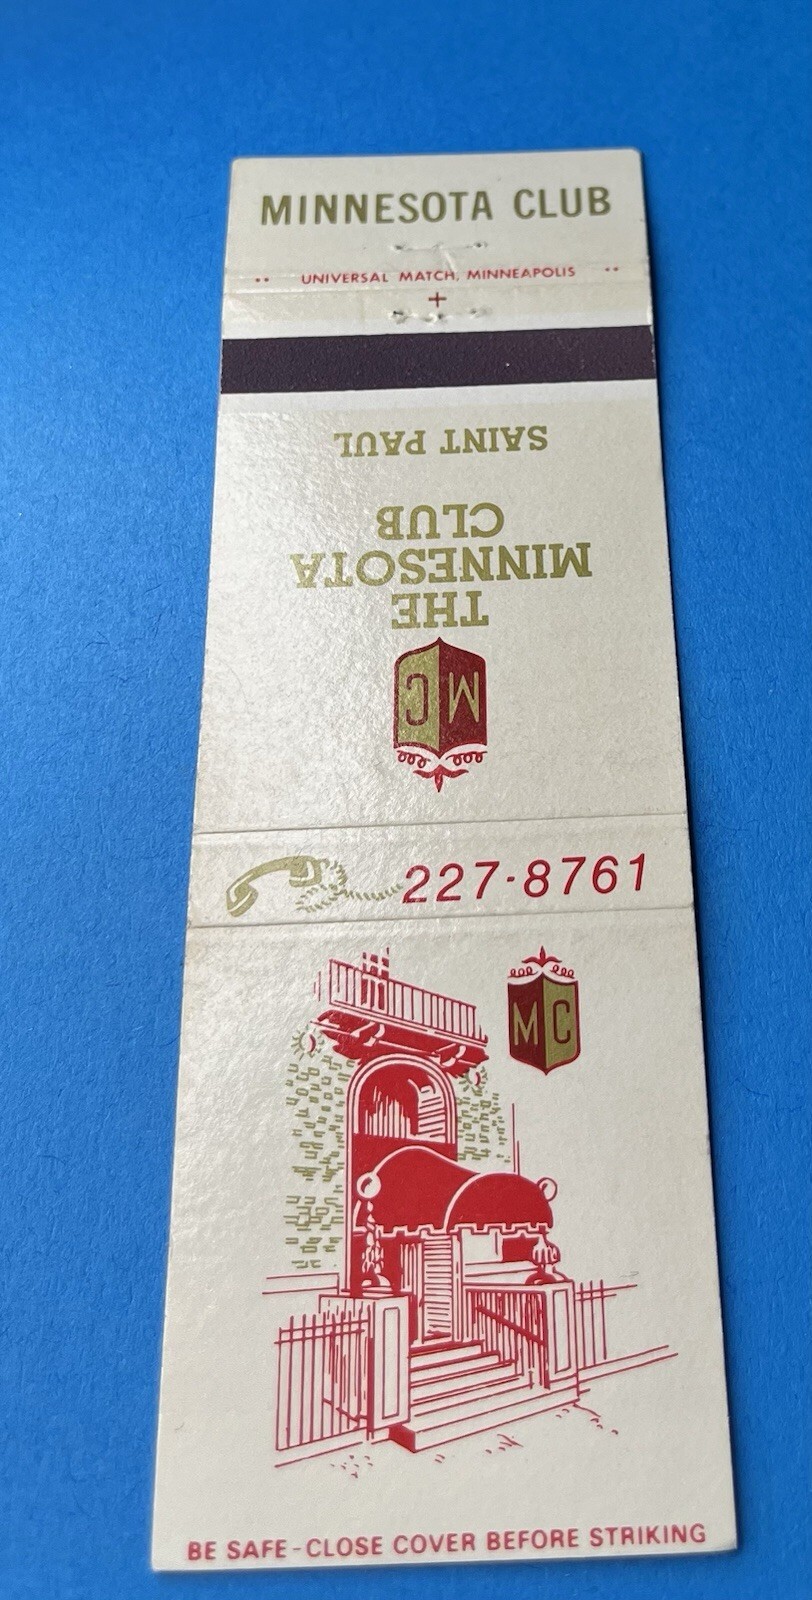 MINNESOTA CLUB
UNIVERSAL MATCH, MINNEAPOLIS
SAINT PAUL
THE
MINNESOTA
CLUB
MC
227-8761
MC
BE SAFE - CLOSE COVER BEFORE STRIKING